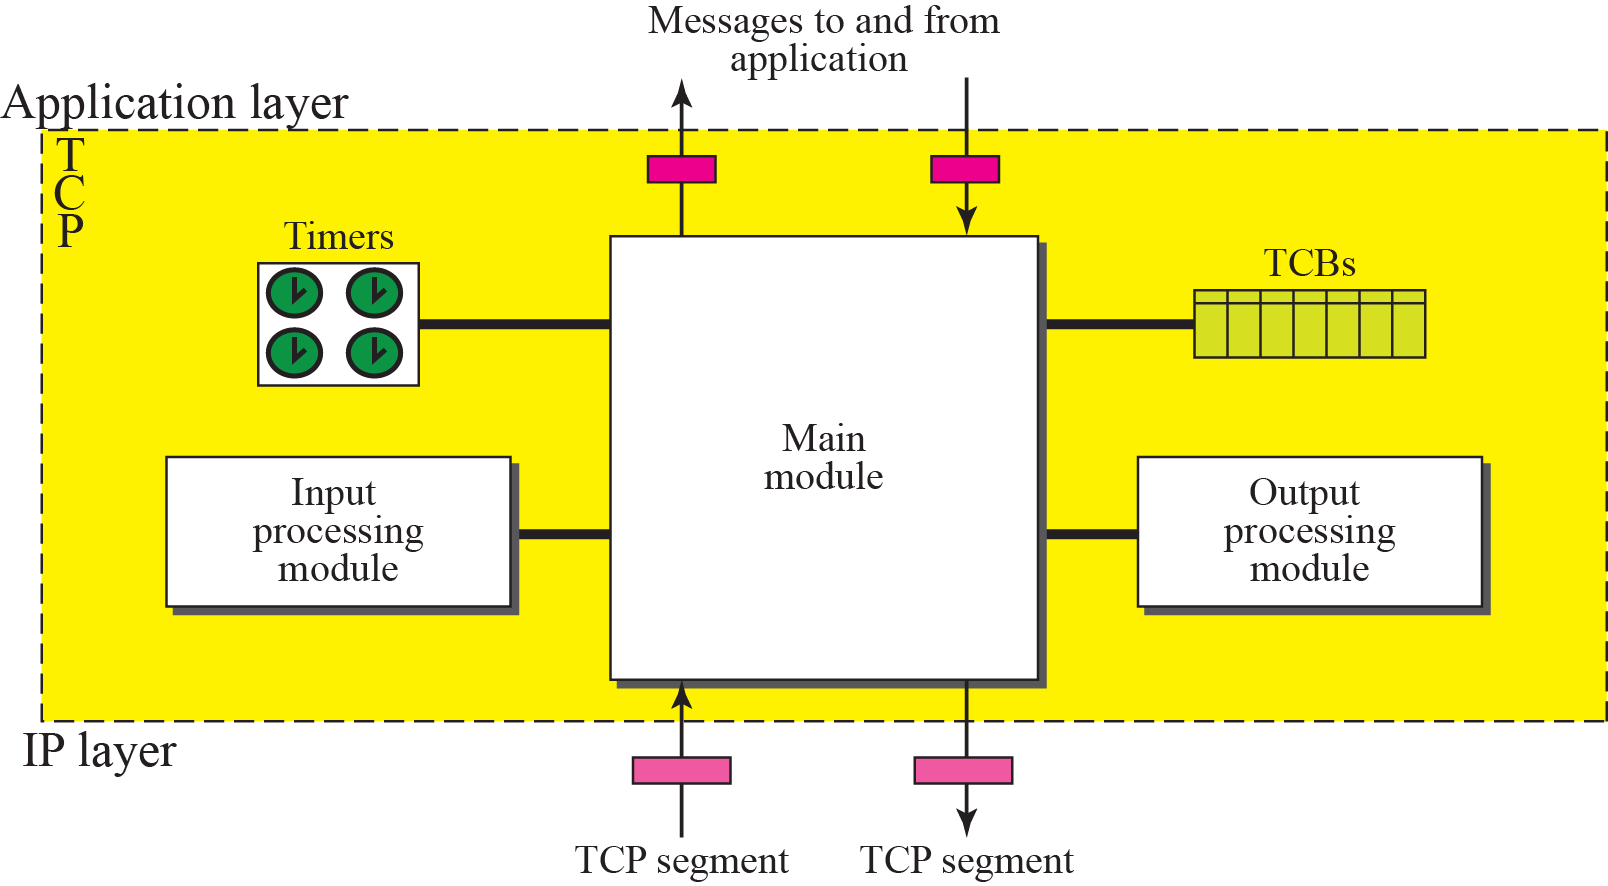 Messages to and from
application
Application layer
T
C
P
Timers
TCBs
Main
module
Input
processing
module
Output
processing
module
IP layer
TCP segment
TCP segment